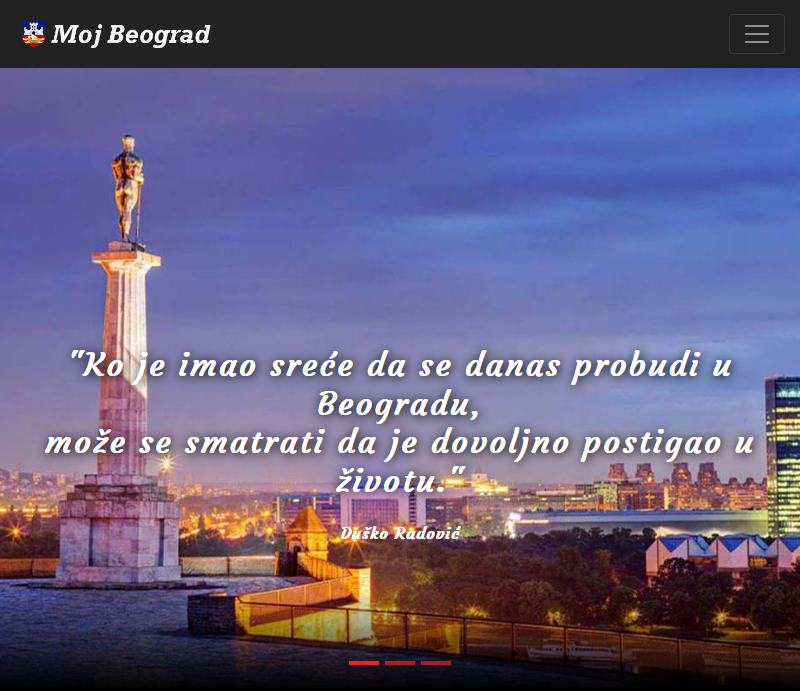 Moj Beograd
"Ko je imao sreće da se danas probudi u
Beogradu,
može se smatrati da je dovoljno postigao u
životu."
Duško Radović